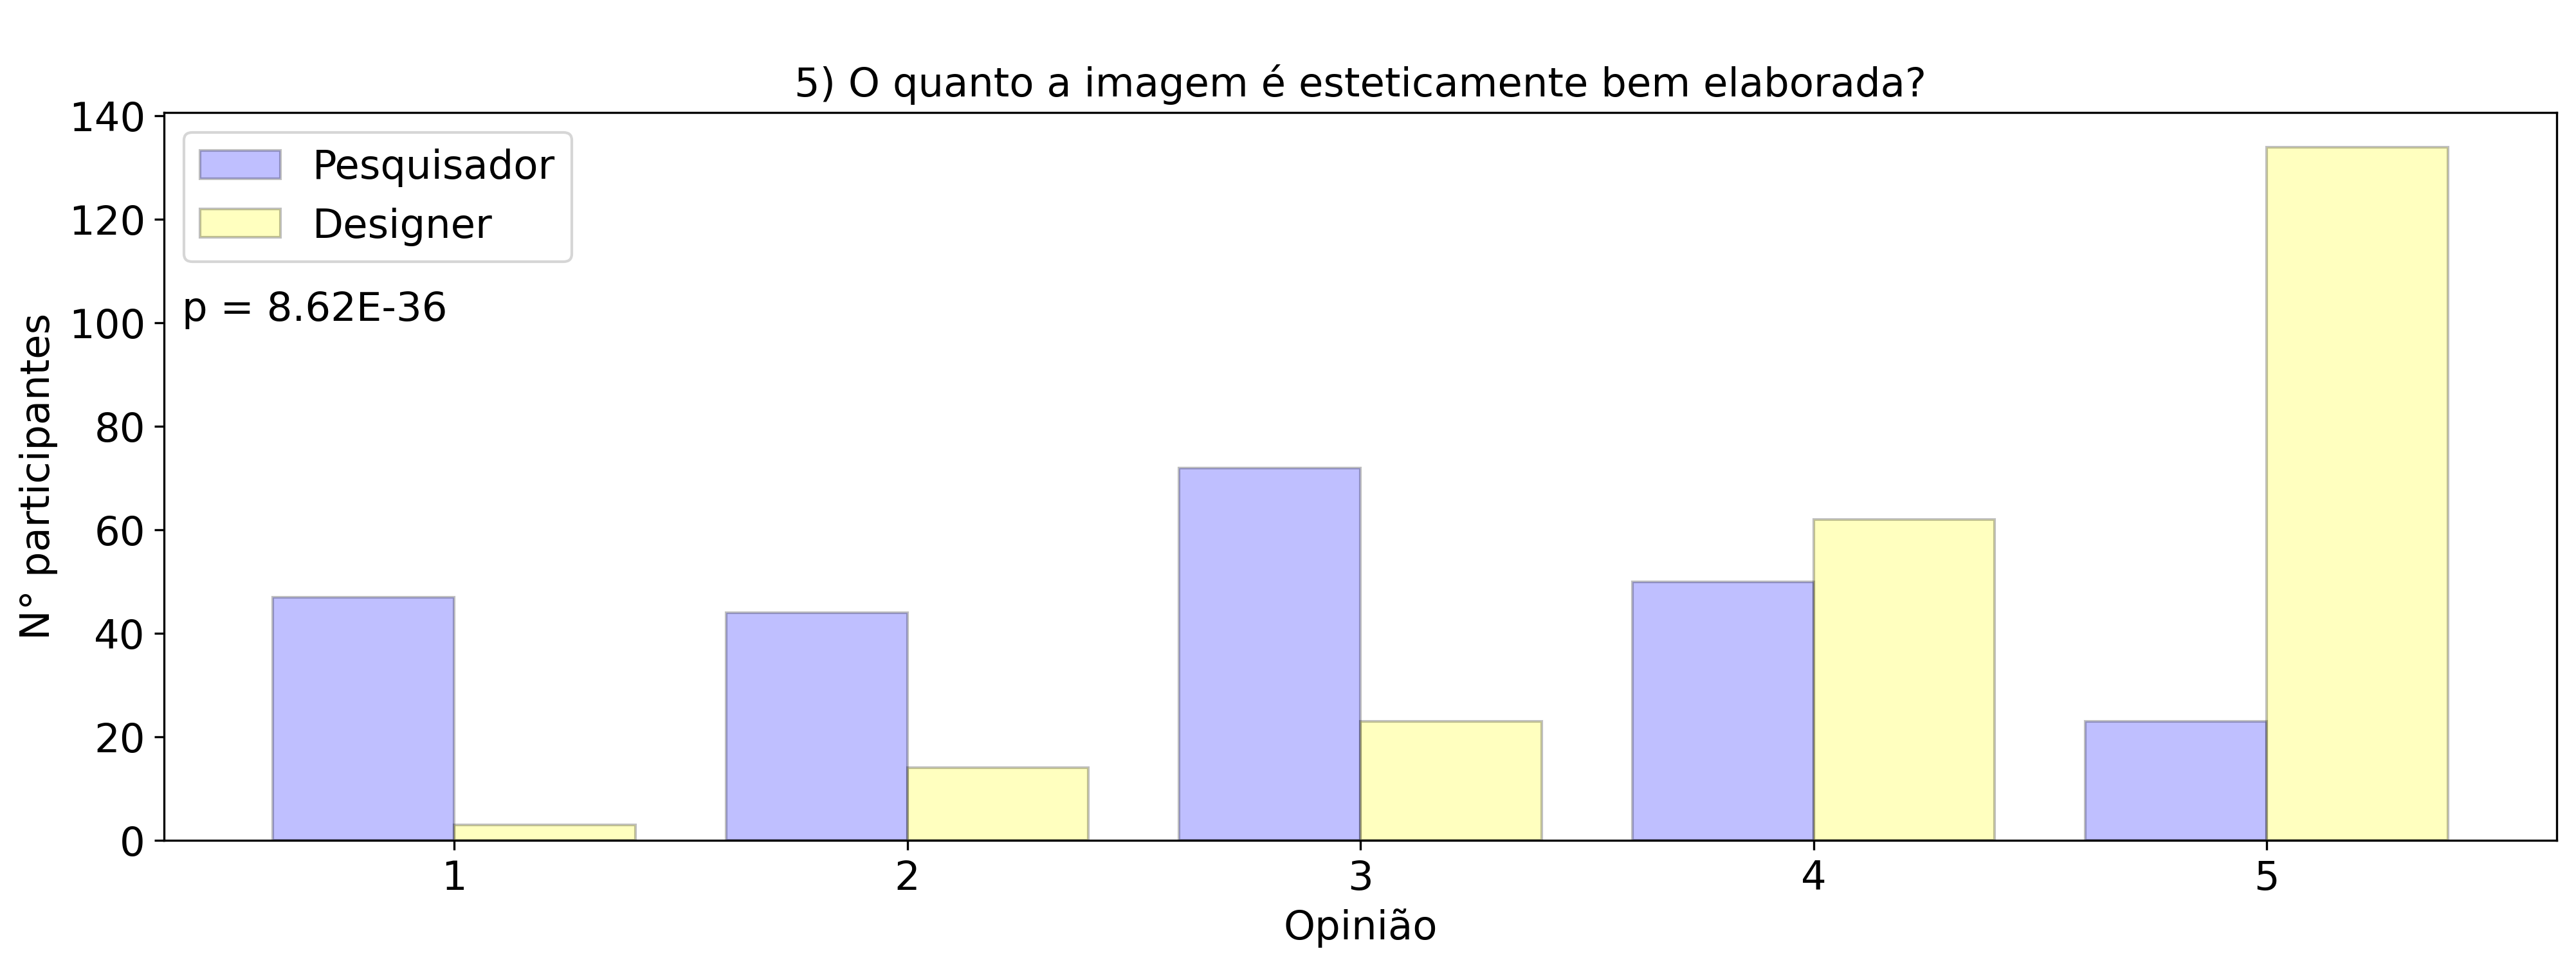 5) O quanto a imagem é esteticamente bem elaborada?
140
120
100
80
60
40
20
0
N° participantes
Pesquisador
Designer
p = 8.62E-36
1 2 3 4 5
Opinião